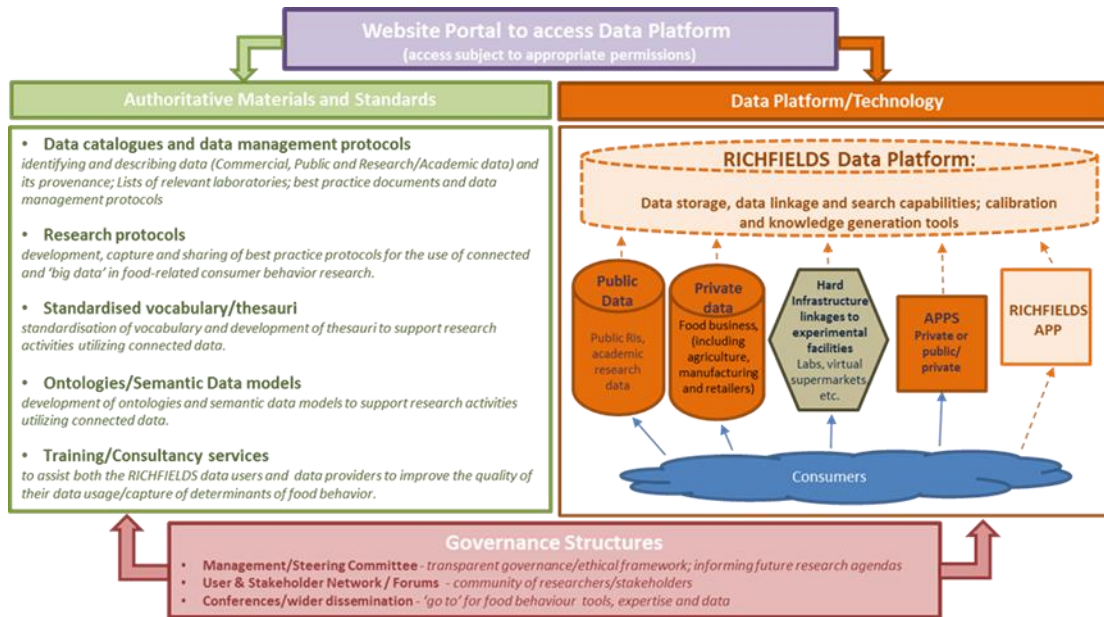 Website Portal to access Data Platform
(access subject to appropriate permissions)
Authoritative Materials and Standards
• Data catalogues and data management protocols
identifying and describing data (Commercial, Public and Research/Academic data) and
its provenance; Lists of relevant laboratories; best practice documents and data
management protocols
• Research protocols
development, capture and sharing of best practice protocols for the use of connected
and 'big data' in food-related consumer behavior research.
• Standardised vocabulary/thesauri
standardisation of vocabulary and development of thesauri to support research
activities utilizing connected data.
• Ontologies/Semantic Data models
development of ontologies and semantic data models to support research activities
utilizing connected data.
• Training/Consultancy services
to assist both the RICHFIELDS data users and data providers to improve the quality of
their data usage/capture of determinants of food behavior.
Data Platform/Technology
RICHFIELDS Data Platform:
Data storage, data linkage and search capabilities; calibration
and knowledge generation tools
Public
Data
Public RIs,
academic
research
data
Private
data
Food business,
(including
agriculture,
manufacturing
and retailers)
Hard
Infrastructure
linkages to
experimental
facilities
Labs, virtual
supermarkets,
etc.
APPS
Private or
public/
private
RICHFIELDS
APP
Consumers
Governance Structures
• Management/Steering Committee - transparent governance/ethical framework; informing future research agendas
• User & Stakeholder Network / Forums - community of researchers/stakeholders
• Conferences/wider dissemination - 'go to' for food behaviour tools, expertise and data